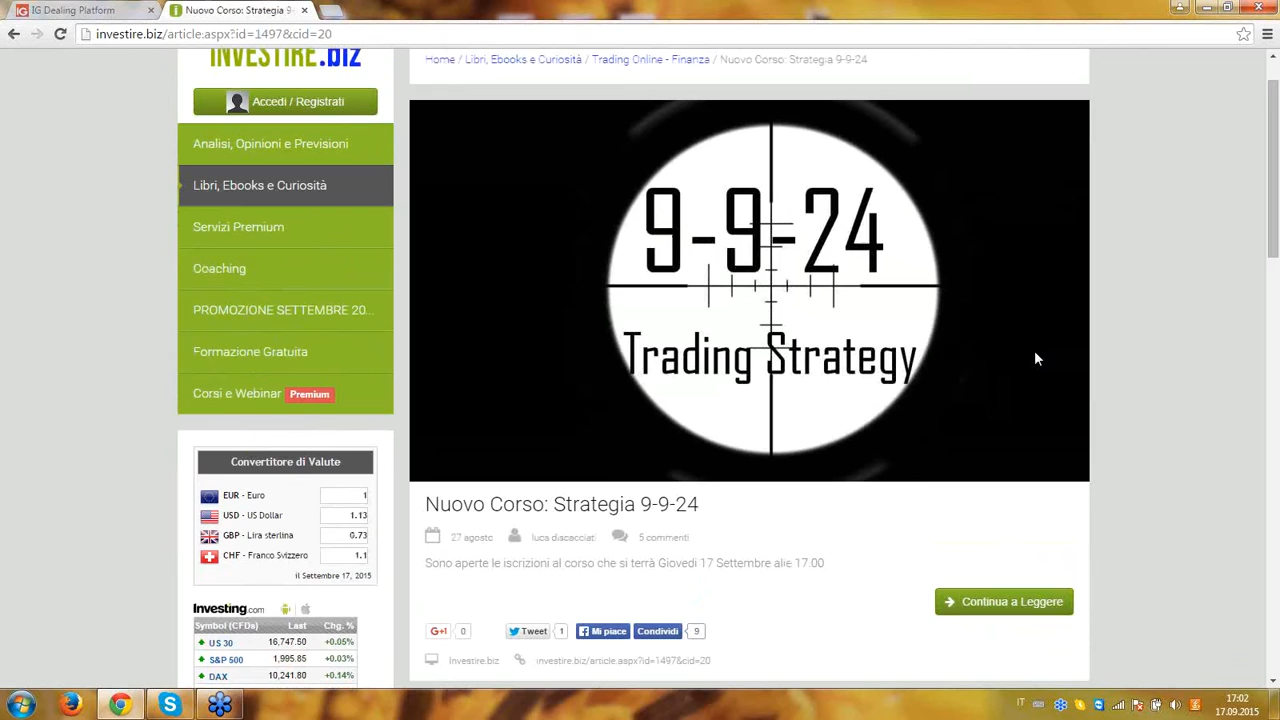 IG Dealing Platform
Nuovo Corso: Strategia 9-
investire.biz/article.aspx?id=1497&cid=20
INVESTIRE.BIZ
Home / Libri, Ebooks e Curiosità / Trading Online - Finanza / Nuovo Corso: Strategia 9-9-24
Accedi / Registrati
Analisi, Opinioni e Previsioni
Libri, Ebooks e Curiosità
Servizi Premium
Coaching
PROMOZIONE SETTEMBRE 20...
Formazione Gratuita
Corsi e Webinar Premium
9-9-24
Trading Strategy
Convertitore di Valute
EUR - Euro 1
USD - US Dollar 1.13
GBP - Lira sterlina 0.73
CHF - Franco Svizzero 1.1
il Settembre 17, 2015
Nuovo Corso: Strategia 9-9-24
27 agosto luca discacciati 5 commenti
Sono aperte le iscrizioni al corso che si terrà Giovedì 17 Settembre alle 17.00
Continua a Leggere
G+1 0 Tweet 1 Mi piace Condividi 9
Investire.biz investire.biz/article.aspx?id=1497&cid=20
Investing.com
Symbol (CFDs) Last Chg. %
US 30 16,747.50 +0.05%
S&P 500 1,995.85 +0.03%
DAX 10,241.80 +0.14%
IT
17:02
17.09.2015